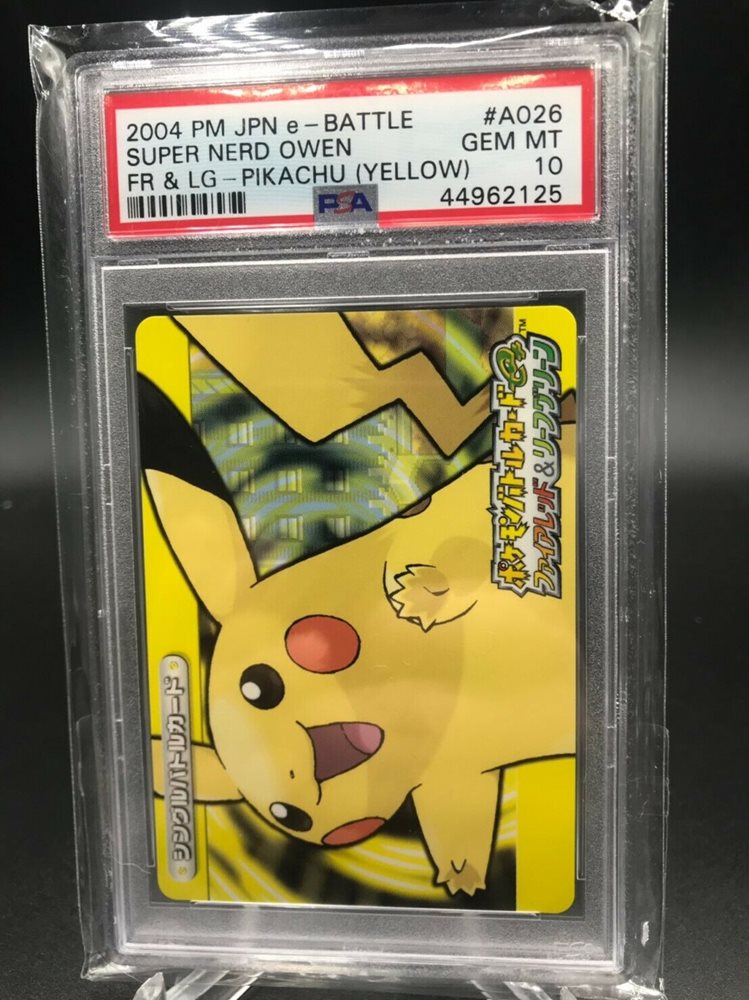 2004 PM JPN e-BATTLE #A026
SUPER NERD OWEN GEM MT
FR & LG-PIKACHU (YELLOW) 10
PSA 44962125
ポケモンバトルカードe+ TM
ファイアレッド&リーフグリーン
シングルバトルカード